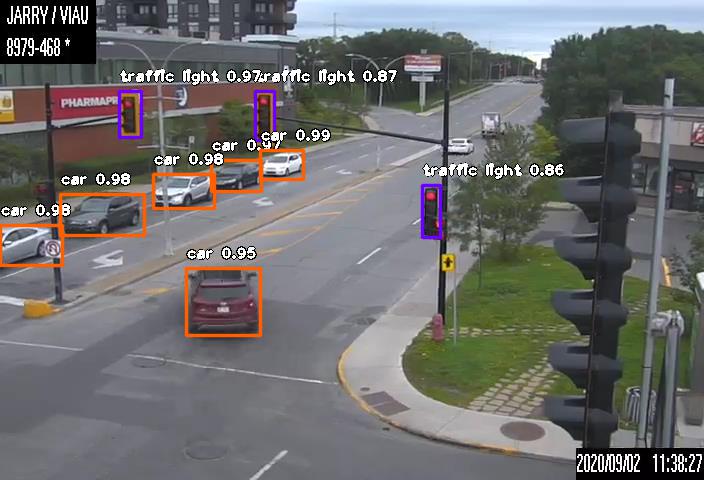 JARRY / VIAU
8979-468 *
traffic light 0.97
traffic light 0.87
PHARMAPR
car 0.99
car 0.97
car 0.98
car 0.98
traffic light 0.86
car 0.98
car 0.95
2020/09/02 11:38:27